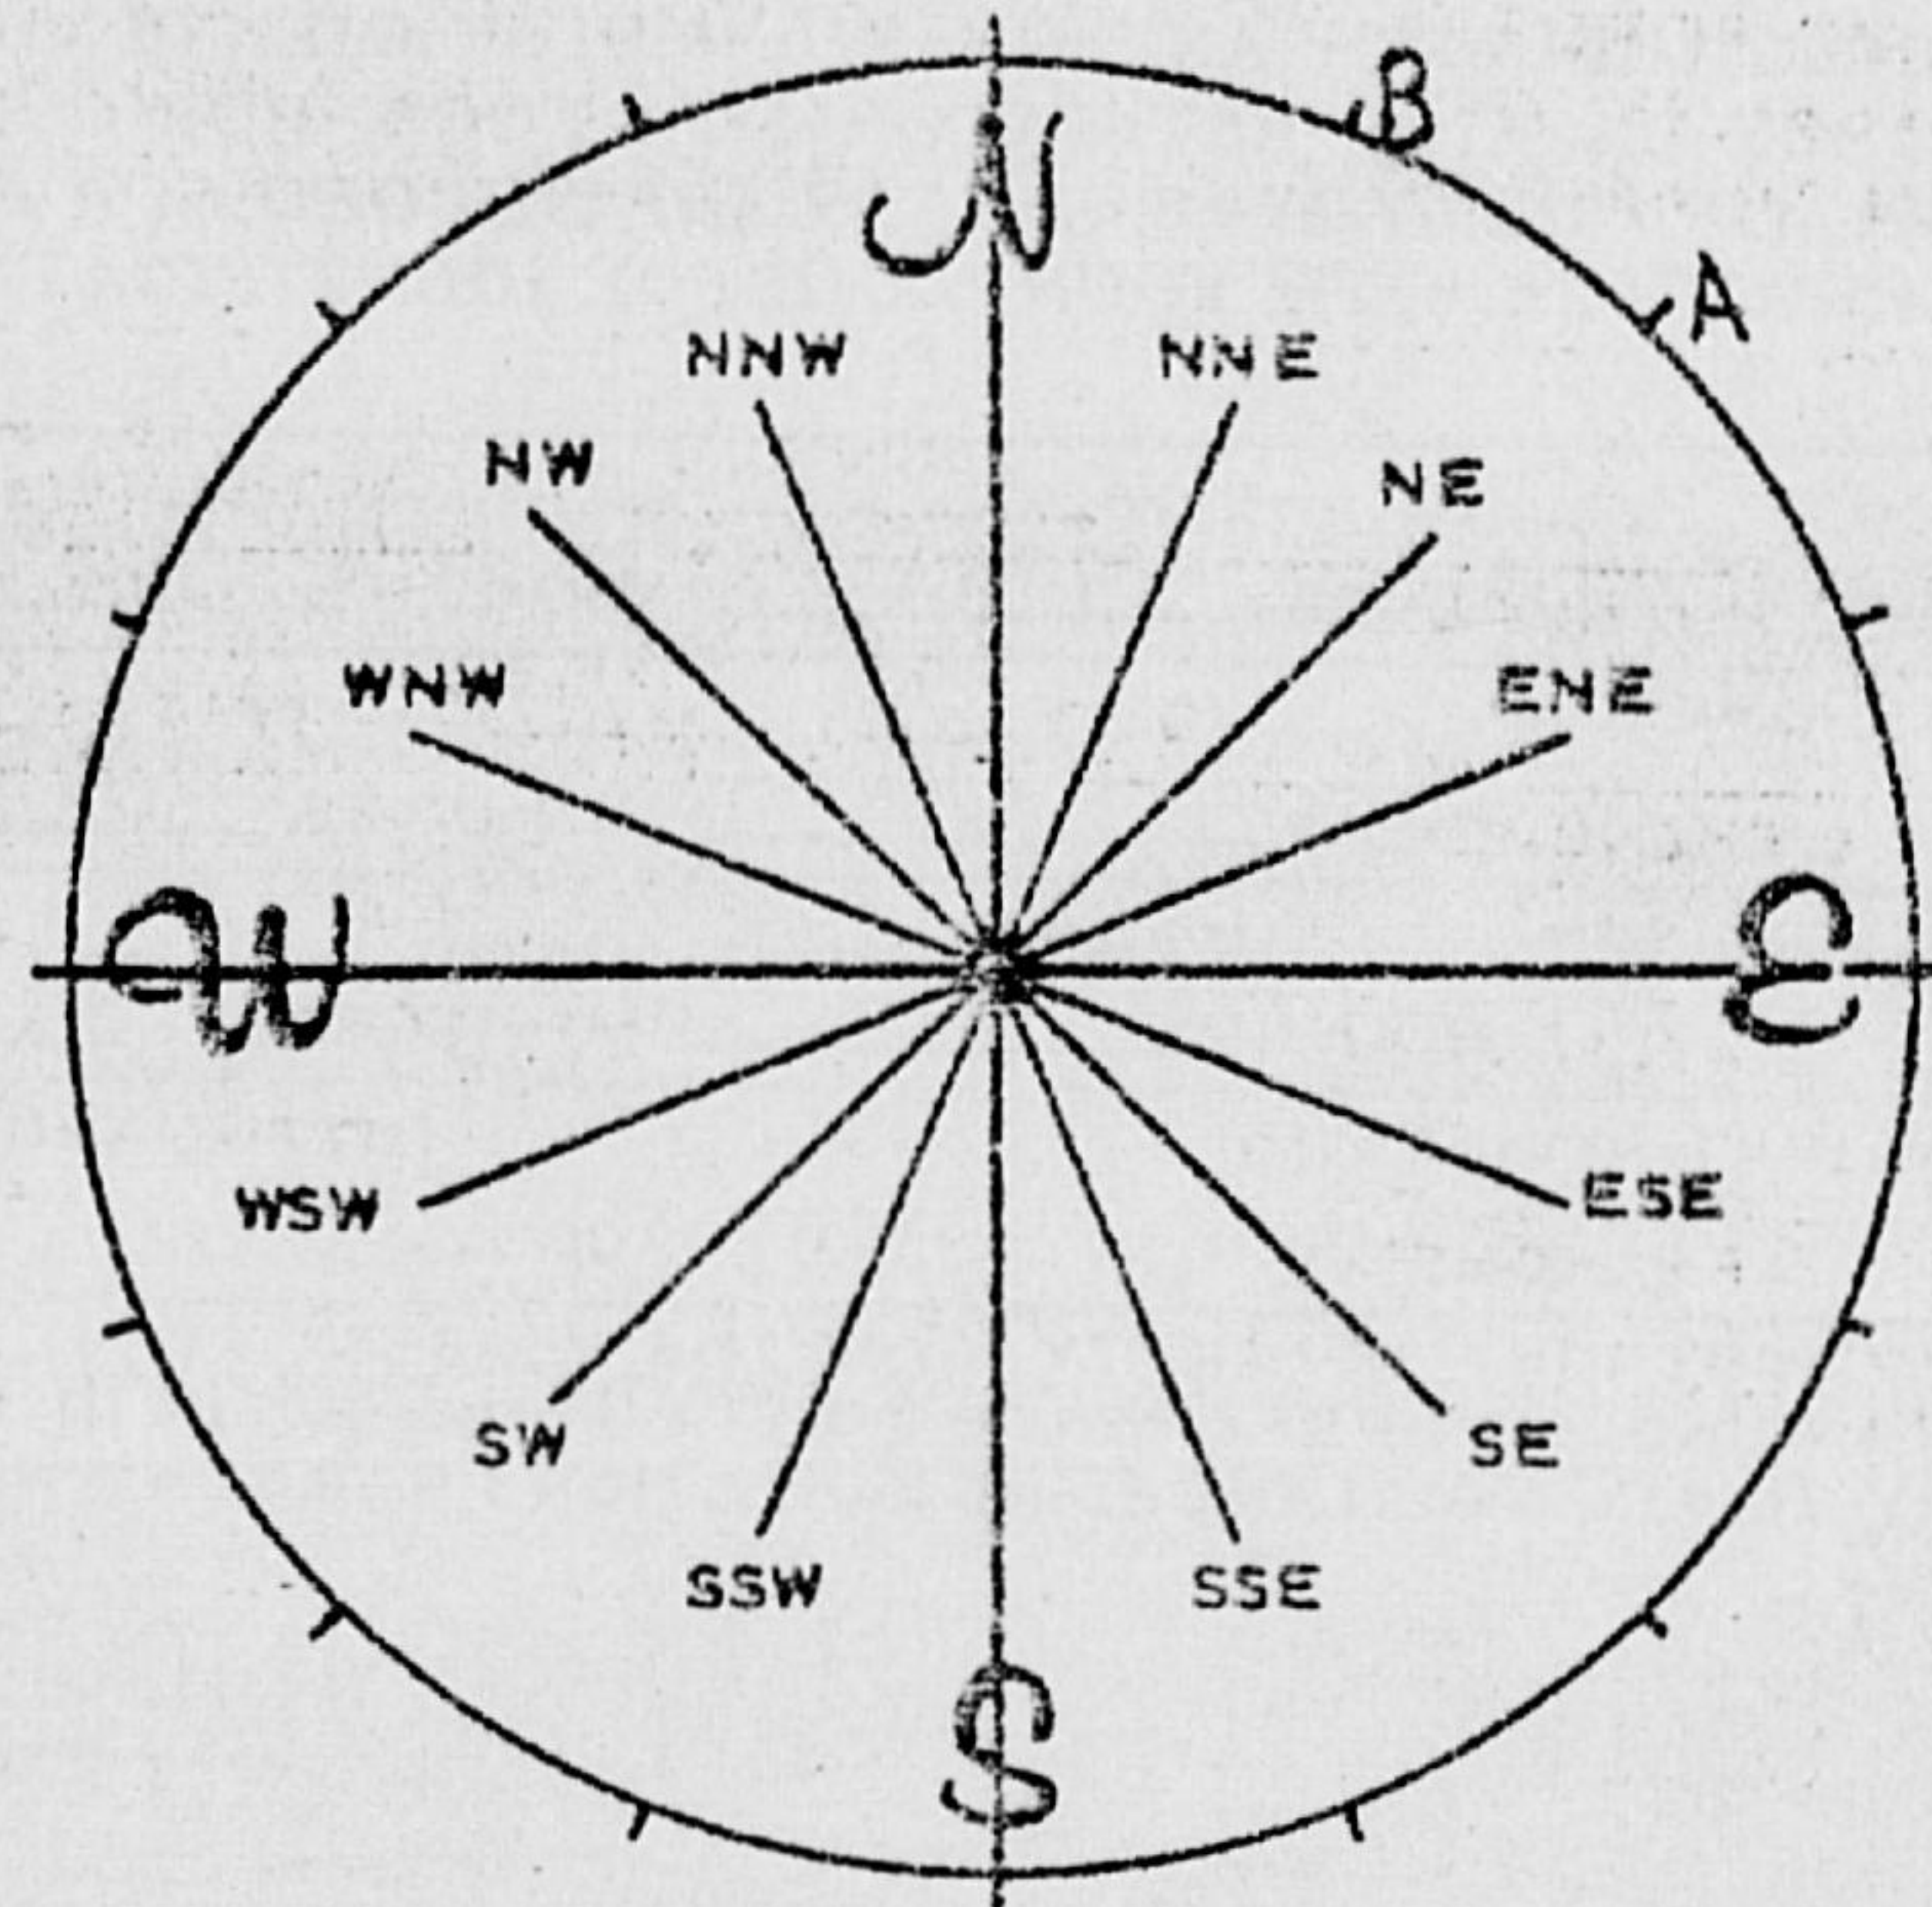 B
N
A
NNW NNE
NW NE
WNW ENE
W E
WSW ESE
SW SE
SSW SSE
S